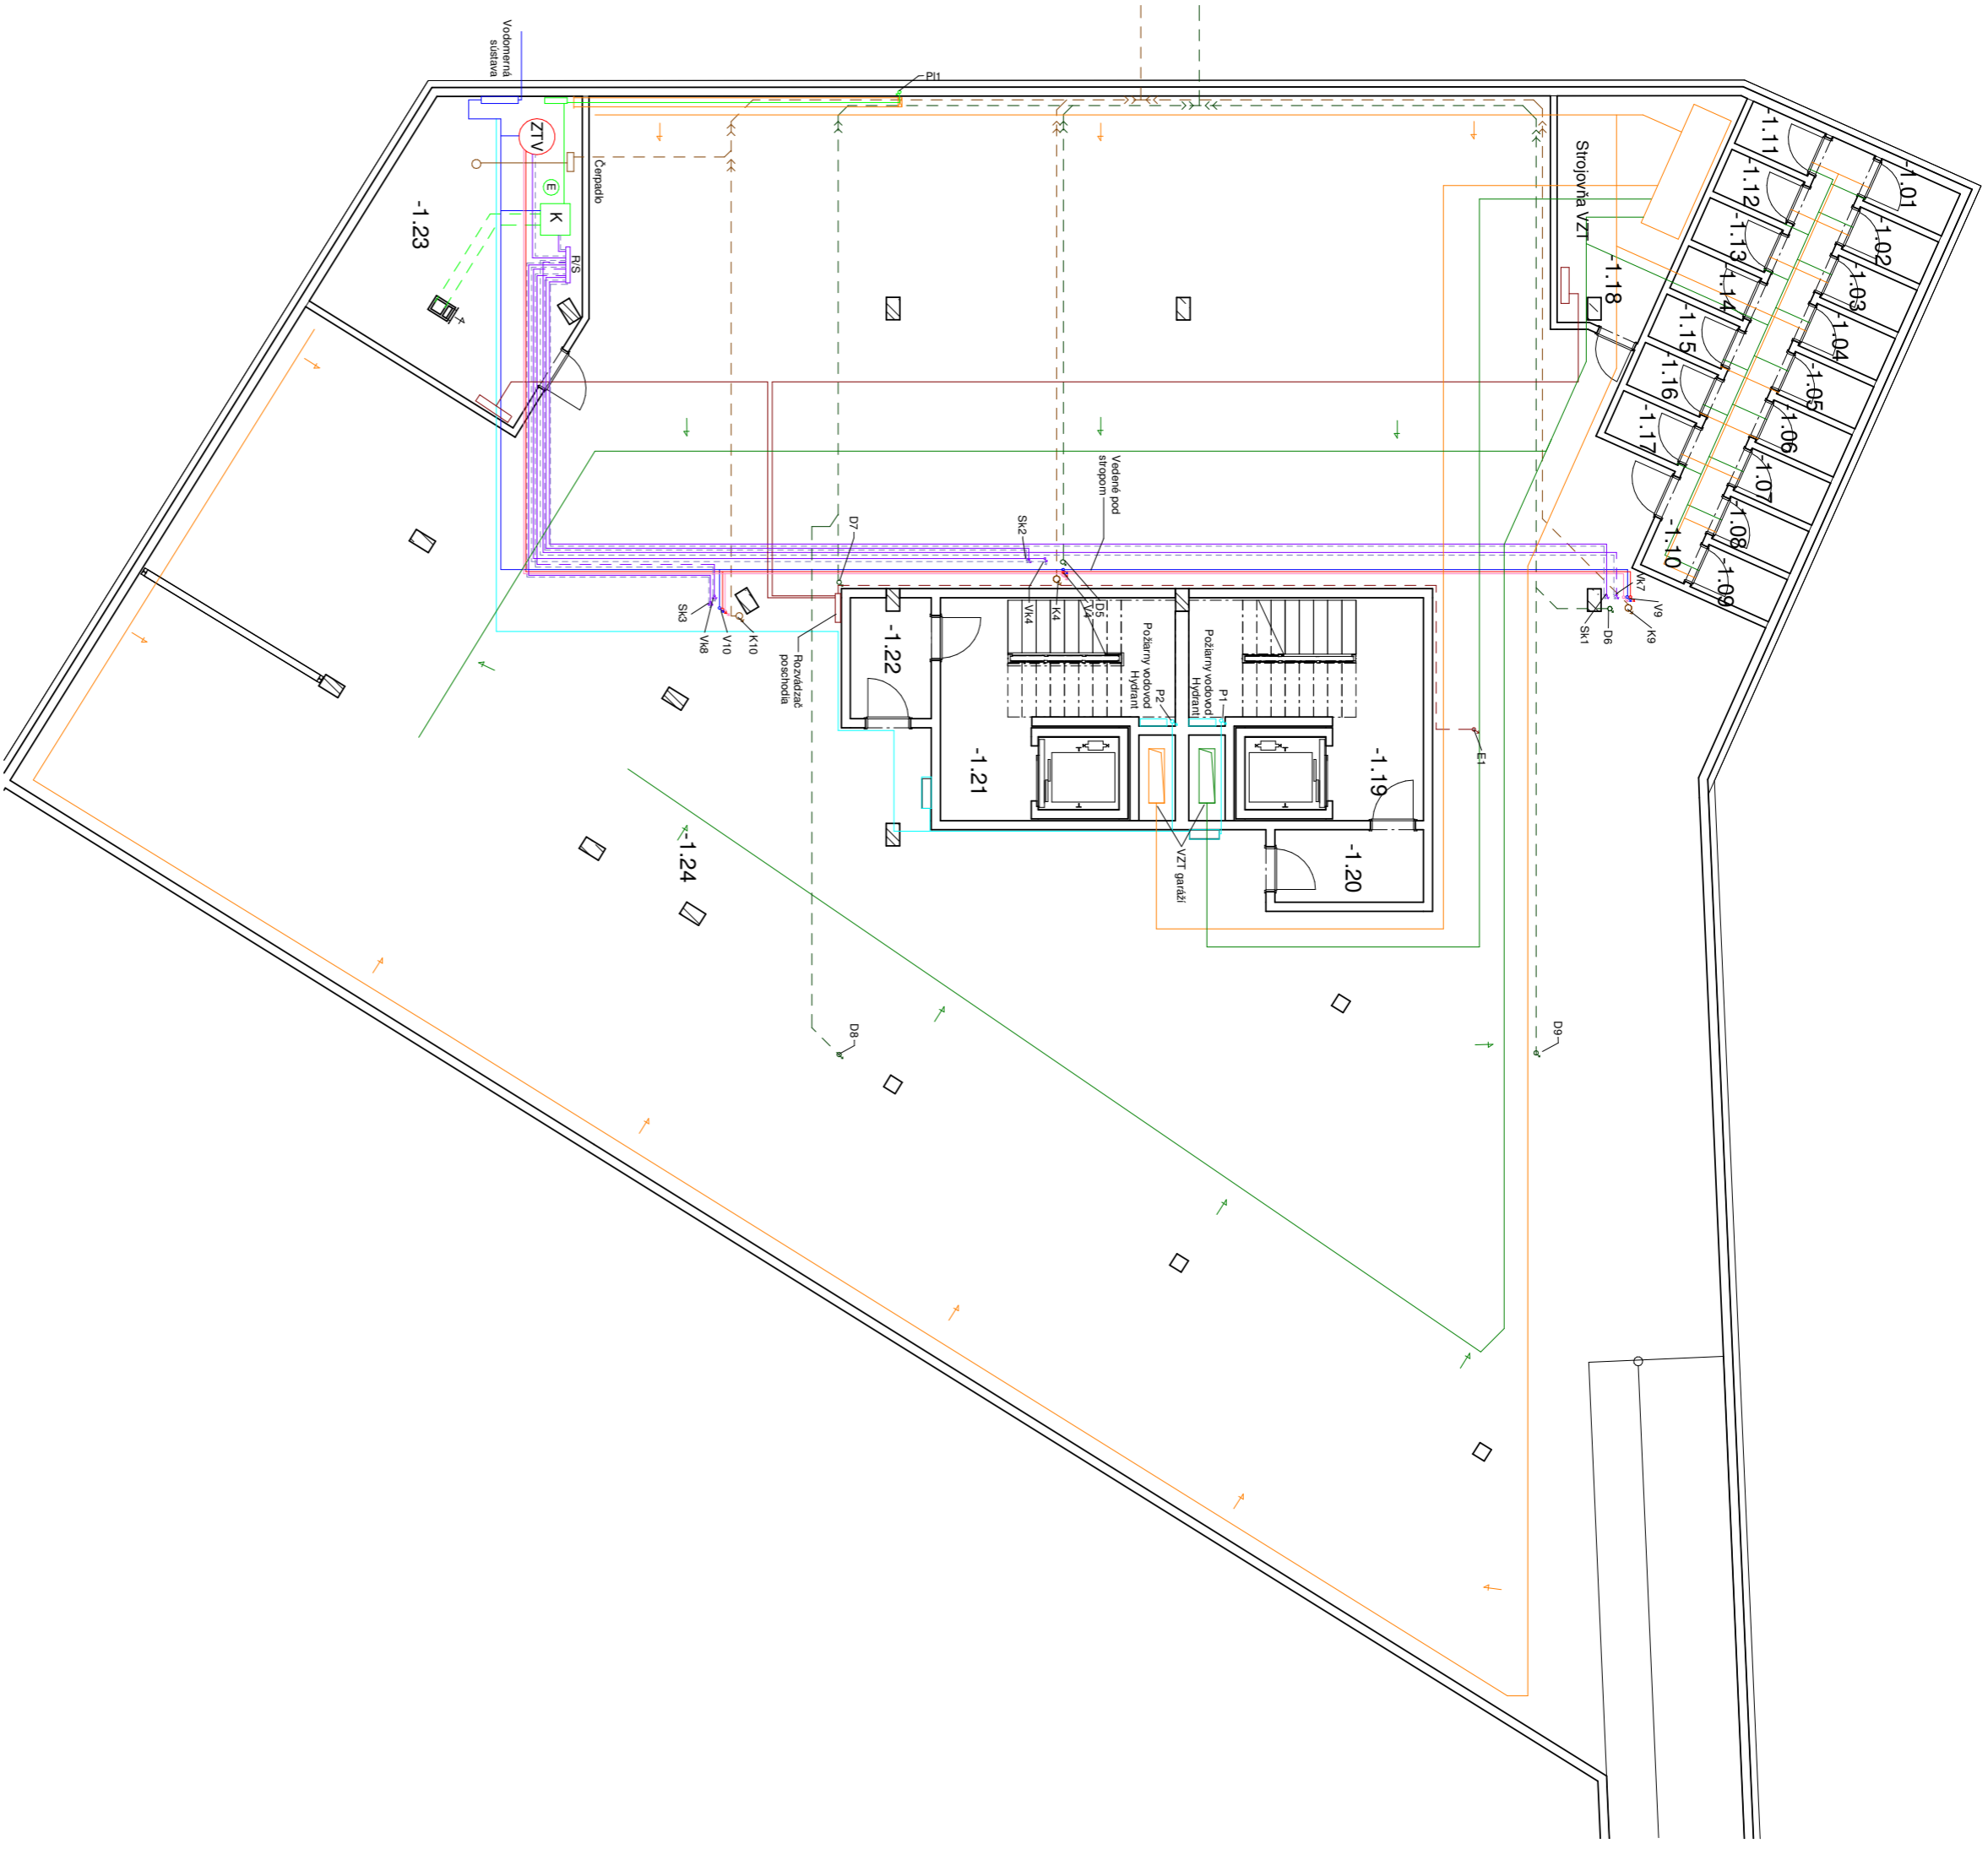 Vodomerná
sústava
Pl1
ZTV
Čerpadlo
E
K
R/S
-1.23
Strojovňa VZT
-1.18
-1.11
-1.12
-1.13
-1.14
-1.15
-1.16
-1.17
-1.01
-1.02
-1.03
-1.04
-1.05
-1.06
-1.07
-1.08
-1.09
-1.10
Vedené pod
stropom
D7
Sk2
Vk4
K4
V4
D5
Sk3
Vk8
V10
K10
Vk7
V9
K9
D6
Sk1
Rozvádzač
poschodia
-1.22
Požiarny vodovod
Hydrant
P2
Požiarny vodovod
Hydrant
P1
-1.21
-1.19
E1
-1.20
VZT garáží
-1.24
D8
D9